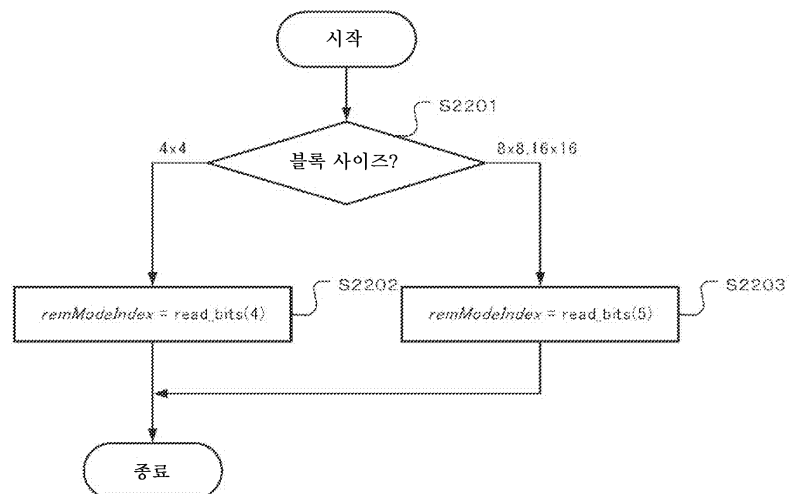 시작
S2201
블록 사이즈?
4x4
8x8,16x16
remModeIndex = read_bits(4)
S2202
remModeIndex = read_bits(5)
S2203
종료